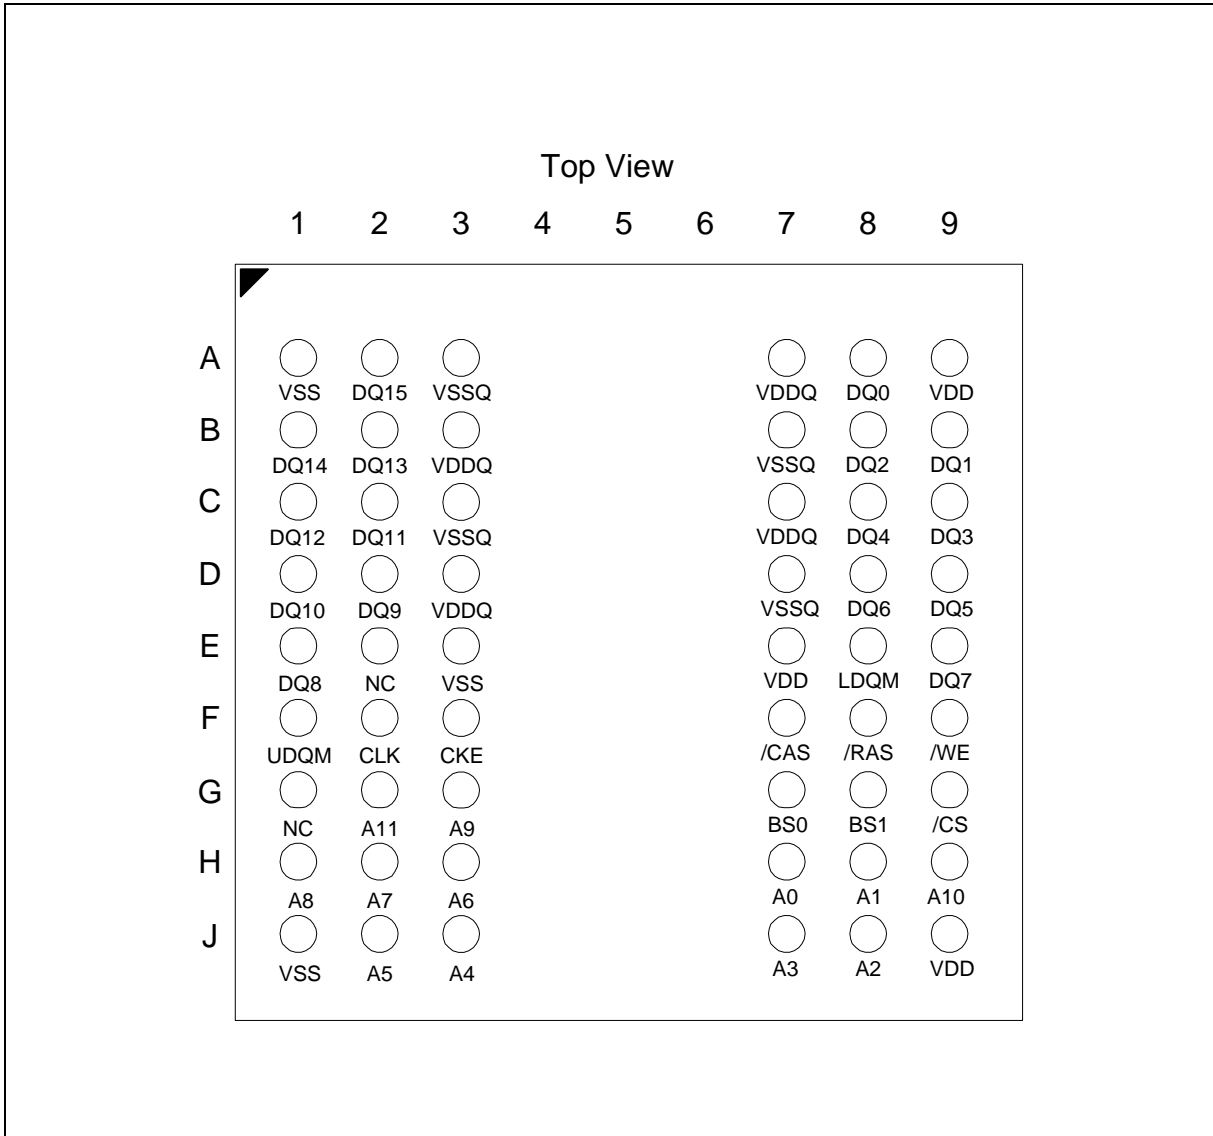 Top View
1 2 3 4 5 6 7 8 9
A
VSS DQ15 VSSQ VDDQ DQ0 VDD
B
DQ14 DQ13 VDDQ VSSQ DQ2 DQ1
C
DQ12 DQ11 VSSQ VDDQ DQ4 DQ3
D
DQ10 DQ9 VDDQ VSSQ DQ6 DQ5
E
DQ8 NC VSS VDD LDQM DQ7
F
UDQM CLK CKE /CAS /RAS /WE
G
NC A11 A9 BS0 BS1 /CS
H
A8 A7 A6 A0 A1 A10
J
VSS A5 A4 A3 A2 VDD